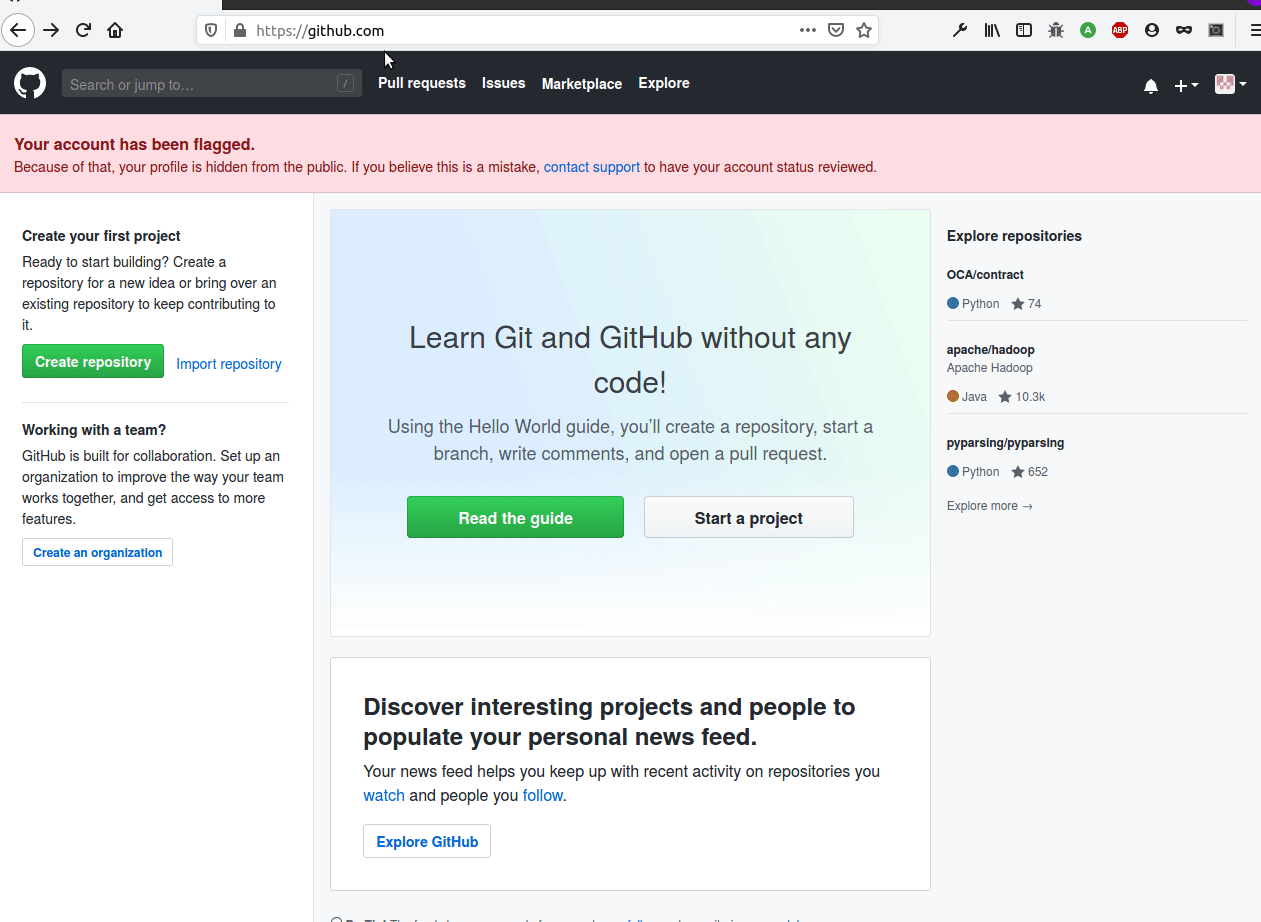 https://github.com
ABP
Search or jump to…
/
Pull requests
Issues
Marketplace
Explore
Your account has been flagged.
Because of that, your profile is hidden from the public. If you believe this is a mistake, contact support to have your account status reviewed.
Create your first project
Ready to start building? Create a
repository for a new idea or bring over an
existing repository to keep contributing to
it.
Create repository
Import repository
Working with a team?
GitHub is built for collaboration. Set up an
organization to improve the way your team
works together, and get access to more
features.
Create an organization
Learn Git and GitHub without any
code!
Using the Hello World guide, you’ll create a repository, start a
branch, write comments, and open a pull request.
Read the guide
Start a project
Discover interesting projects and people to
populate your personal news feed.
Your news feed helps you keep up with recent activity on repositories you
watch and people you follow.
Explore GitHub
Explore repositories
OCA/contract
Python 74
apache/hadoop
Apache Hadoop
Java 10.3k
pyparsing/pyparsing
Python 652
Explore more →